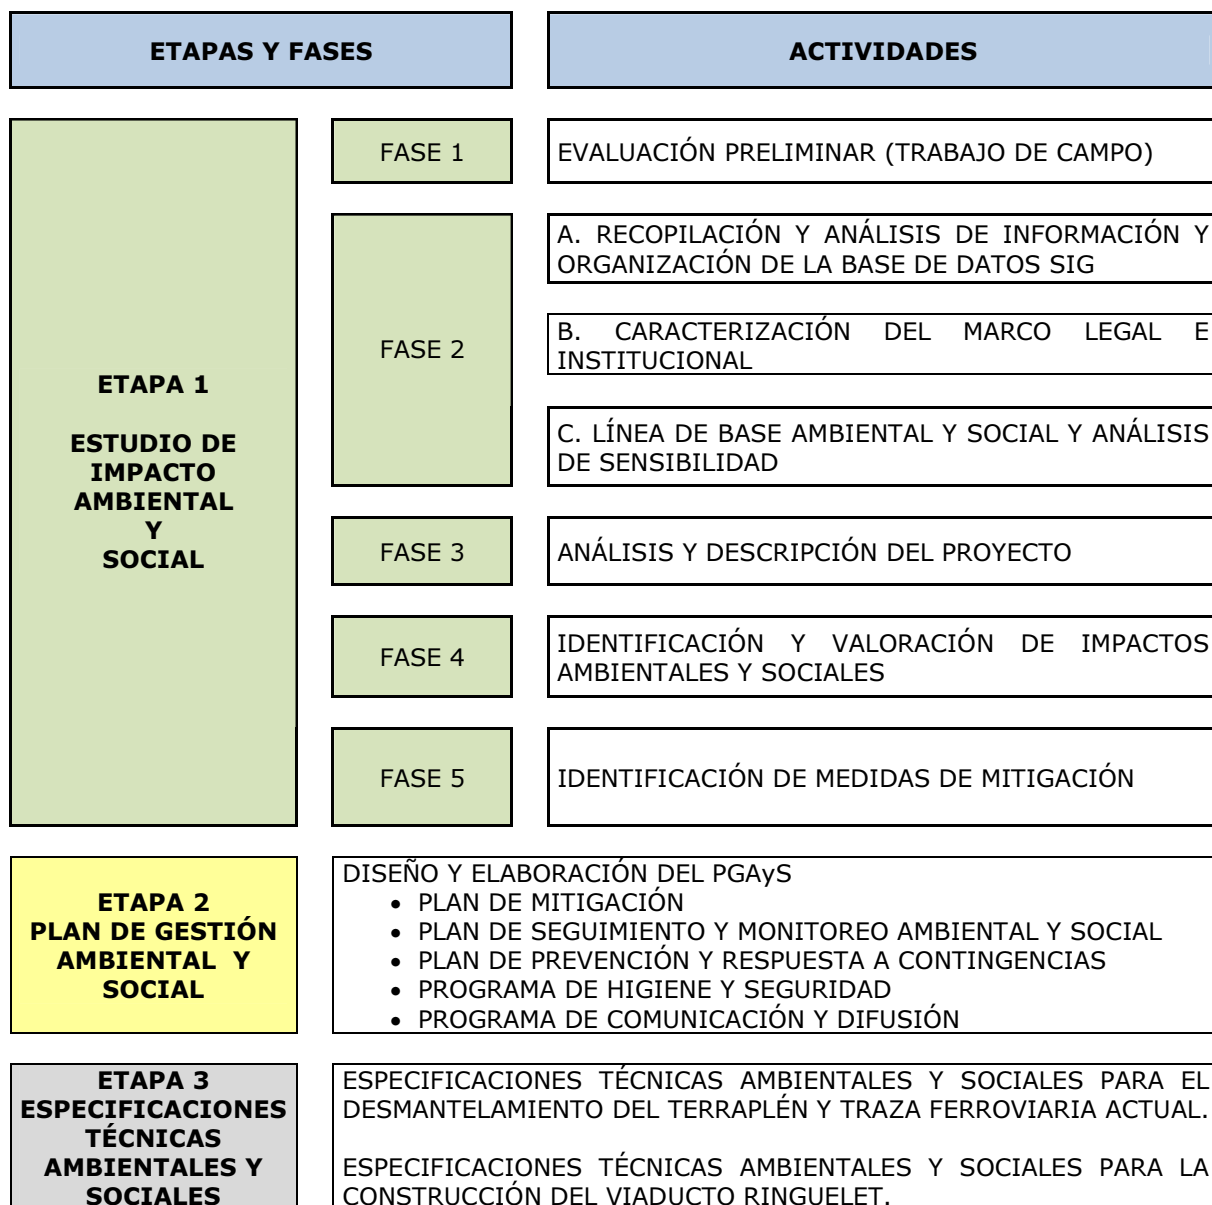 ETAPAS Y FASES
ACTIVIDADES
ETAPA 1
ESTUDIO DE
IMPACTO
AMBIENTAL
Y
SOCIAL
FASE 1
EVALUACIÓN PRELIMINAR (TRABAJO DE CAMPO)
FASE 2
A. RECOPILACIÓN Y ANÁLISIS DE INFORMACIÓN Y
ORGANIZACIÓN DE LA BASE DE DATOS SIG
B. CARACTERIZACIÓN DEL MARCO LEGAL E
INSTITUCIONAL
C. LÍNEA DE BASE AMBIENTAL Y SOCIAL Y ANÁLISIS
DE SENSIBILIDAD
FASE 3
ANÁLISIS Y DESCRIPCIÓN DEL PROYECTO
FASE 4
IDENTIFICACIÓN Y VALORACIÓN DE IMPACTOS
AMBIENTALES Y SOCIALES
FASE 5
IDENTIFICACIÓN DE MEDIDAS DE MITIGACIÓN
ETAPA 2
PLAN DE GESTIÓN
AMBIENTAL Y
SOCIAL
DISEÑO Y ELABORACIÓN DEL PGAyS
• PLAN DE MITIGACIÓN
• PLAN DE SEGUIMIENTO Y MONITOREO AMBIENTAL Y SOCIAL
• PLAN DE PREVENCIÓN Y RESPUESTA A CONTINGENCIAS
• PROGRAMA DE HIGIENE Y SEGURIDAD
• PROGRAMA DE COMUNICACIÓN Y DIFUSIÓN
ETAPA 3
ESPECIFICACIONES
TÉCNICAS
AMBIENTALES Y
SOCIALES
ESPECIFICACIONES TÉCNICAS AMBIENTALES Y SOCIALES PARA EL
DESMANTELAMIENTO DEL TERRAPLÉN Y TRAZA FERROVIARIA ACTUAL.
ESPECIFICACIONES TÉCNICAS AMBIENTALES Y SOCIALES PARA LA
CONSTRUCCIÓN DEL VIADUCTO RINGUELET.